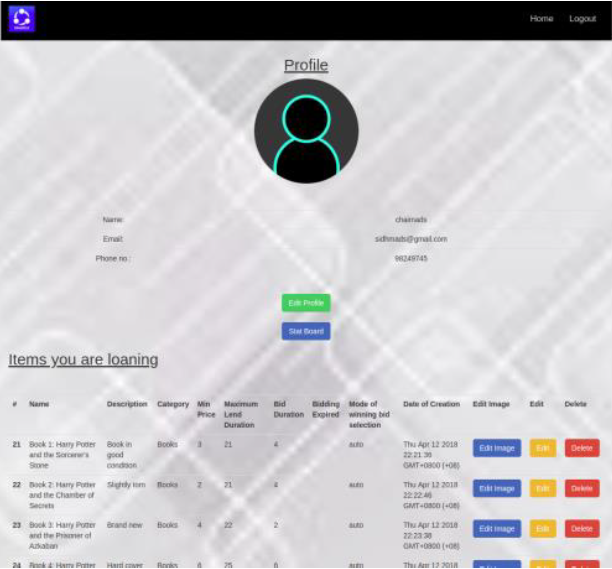 Home Logout
Profile
Name: chaimads
Email: sidhmads@gmail.com
Phone no.: 98249745
Edit Profile
Stat Board
Items you are loaning
# Name Description Category Min Maximum Bid Bidding Mode of Date of Creation Edit Image Edit Delete
Price Lend Duration Expired winning bid
Duration selection
21 Book 1: Harry Potter Book in Books 3 21 4 auto Thu Apr 12 2018 Edit Image Edit Delete
and the Sorcerer's good 22:21:36
Stone condition GMT+0800 (+08)
22 Book 2: Harry Potter Slightly torn Books 2 21 4 auto Thu Apr 12 2018 Edit Image Edit Delete
and the Chamber of 22:22:46
Secrets GMT+0800 (+08)
23 Book 3: Harry Potter Brand new Books 4 22 2 auto Thu Apr 12 2018 Edit Image Edit Delete
and the Prisoner of 22:23:38
Azkaban GMT+0800 (+08)
24 Book 4: Harry Potter Hard cover Books 6 25 6 auto Thu Apr 12 2018 Edit Image Edit Delete